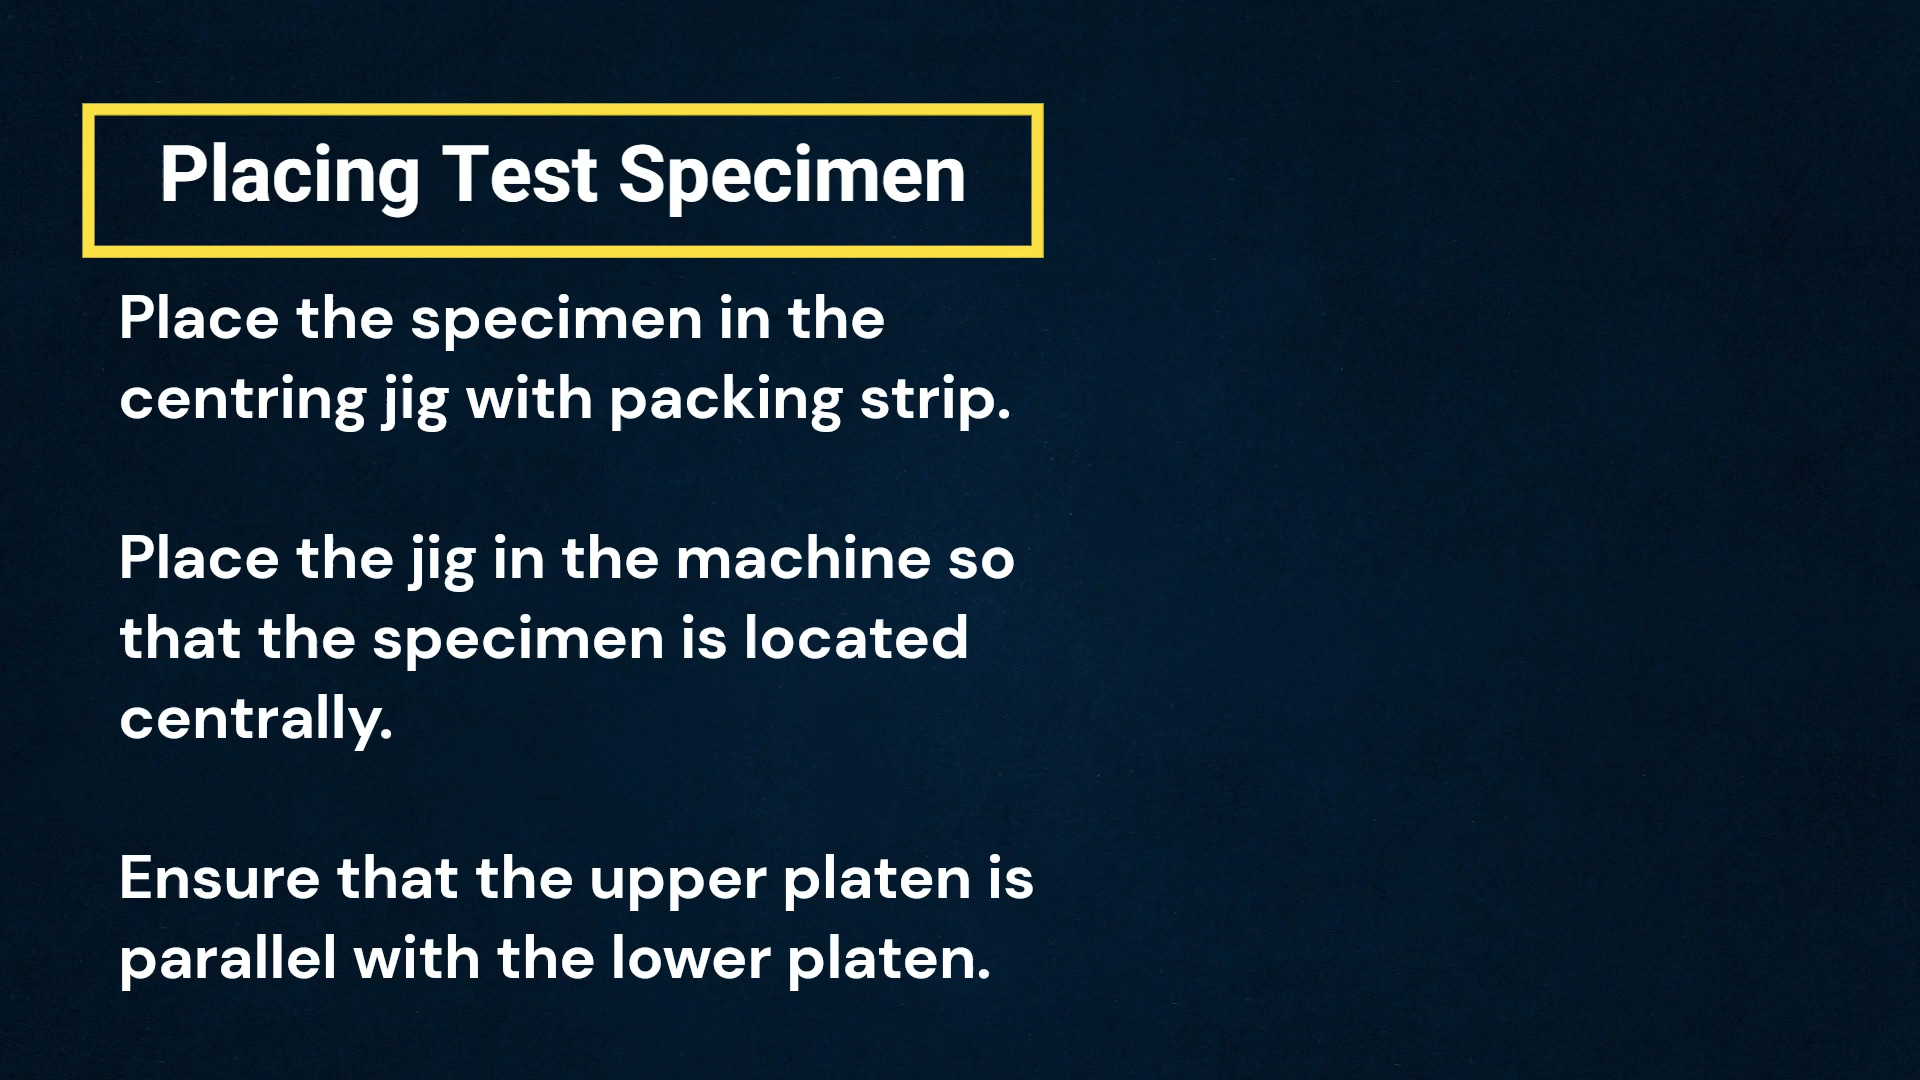 Placing Test Specimen
Place the specimen in the
centring jig with packing strip.
Place the jig in the machine so
that the specimen is located
centrally.
Ensure that the upper platen is
parallel with the lower platen.